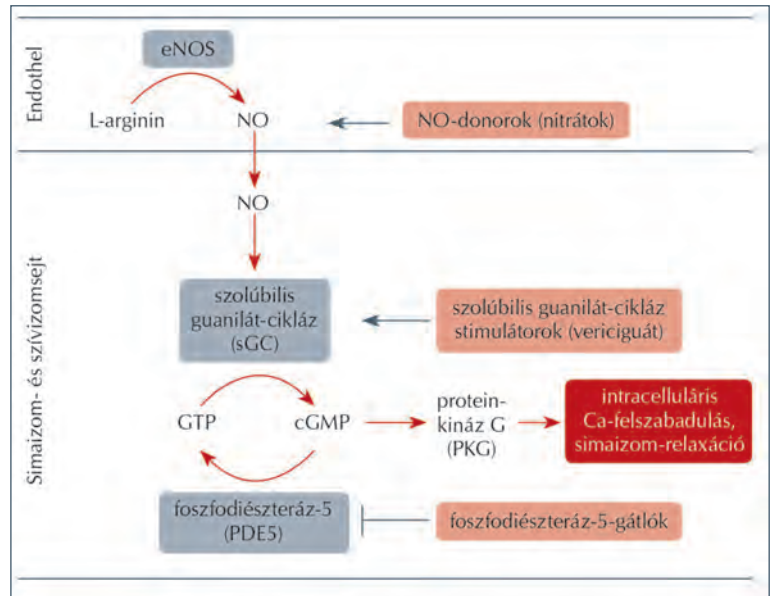 Endothel
eNOS
L-arginin
NO
NO-donorok (nitrátok)
Simaizom- és szívizomsejt
NO
szolúbilis
guanilát-cikláz
(sGC)
szolúbilis guanilát-cikláz
stimulátorok (vericiguát)
GTP
cGMP
protein-
kináz G
(PKG)
intracelluláris
Ca-felszabadulás,
simaizom-relaxáció
foszfodiészteráz-5
(PDE5)
foszfodiészteráz-5-gátlók